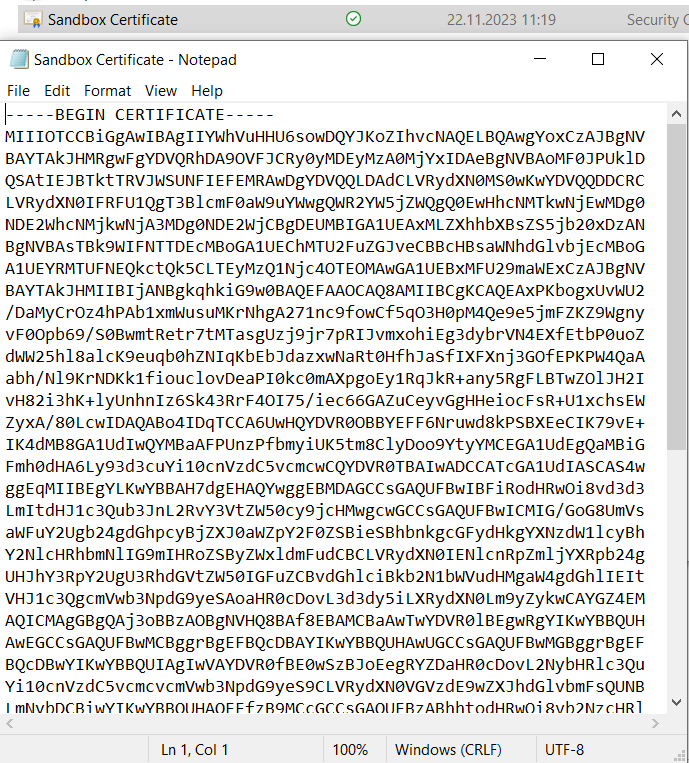 Sandbox Certificate 22.11.2023 11:19 Security C
Sandbox Certificate - Notepad
File Edit Format View Help
-----BEGIN CERTIFICATE-----
MIIIOTCCBiGgAwIBAgIIYWhVuHHU6sowDQYJKoZIhvcNAQELBQAwgYoxCzAJBgNV
BAYTAkJHMRgwFgYDVQRhDA9OVFJCRy0yMDEyMzA0MjYxIDAeBgNVBAoMF0JPUklD
QSAtIEJBTktTRVJWSUNFIEFEMRAwDgYDVQQLDAdCLVRydXN0MS0wKwYDVQQDDCRC
LVRydXN0IFRFU1QgT3BlcmF0aW9uYWwgQWR2YW5jZWQgQ0EwHhcNMTkwNjEwMDg0
NDE2WhcNMjkwNjA3MDg0NDE2WjCBgDEUMBIGA1UEAxMLZXhhbXBsZS5jb20xDzAN
BgNVBAsTBk9WIFNTTDEcMBoGA1UEChMTU2FuZGJveCBBcHBsaWNhdGlvbjEcMBoG
A1UEYRMTUFNEQkctQk5CLTEyMzQ1Njc4OTEOMAwGA1UEBxMFU29maWExCzAJBgNV
BAYTAkJHMIIBIjANBgkqhkiG9w0BAQEFAAOCAQ8AMIIBCgKCAQEAxPKbogxUvWU2
/DaMyCrOz4hPAb1xmWusuMKrNhgA271nc9fowCf5qO3H0pM4Qe9e5jmFZKZ9Wgny
vF0Opb69/S0BwmtRetr7tMTasgUzj9jr7pRIJvmxohiEg3dybrVN4EXfEtbP0uoZ
dWW25hl8alcK9euqb0hZNIqKbEbJdazxwNaRt0HfhJaSfIXFXnj3GOfEPKPW4QaA
abh/Nl9KrNDKk1fiouclovDeaPI0kc0mAXpgoEy1RqJkR+any5RgFLBTwZOlJH2I
vH82i3hK+lyUnhnIz6Sk43RrF4OI75/iec66GAZuCeyvGgHHeiocFsR+U1xchsEW
ZyxA/80LcwIDAQABo4IDqTCCA6UwHQYDVR0OBBYEFF6Nruwd8kPSBXEeCIK79vE+
IK4dMB8GA1UdIwQYMBaAFPUnzPfbmyiUK5tm8ClyDoo9YtyYMCEGA1UdEgQaMBiG
Fmh0dHA6Ly93d3cuYi10cnVzdC5vcmcwCQYDVR0TBAIwADCCATcGA1UdIASCAS4w
ggEqMIIBEgYLKwYBBAH7dgEHAQYwggEBMDAGCCsGAQUFBwIBFiRodHRwOi8vd3d3
LmItdHJ1c3Qub3JnL2RvY3VtZW50cy9jcHMwgcwGCCsGAQUFBwICMIG/GoG8UmVs
aWFuY2Ugb24gdGhpcyBjZXJ0aWZpY2F0ZSBieSBhbnkgcGFydHkgYXNzdW1lcyBh
Y2NlcHRhbmNlIG9mIHRoZSByZWxldmFudCBCLVRydXN0IENlcnRpZmljYXRpb24g
UHJhY3RpY2UgU3RhdGVtZW50IGFuZCBvdGhlciBkb2N1bWVudHMgaW4gdGhlIEIt
VHJ1c3QgcmVwb3NpdG9yeSAoaHR0cDovL3d3dy5iLXRydXN0Lm9yZykwCAYGZ4EM
AQICMAgGBgQAj3oBBzAOBgNVHQ8BAf8EBAMCBaAwTwYDVR0lBEgwRgYIKwYBBQUH
AwEGCCsGAQUFBwMCBggrBgEFBQcDBAYIKwYBBQUHAwUGCCsGAQUFBwMGBggrBgEF
BQcDBwYIKwYBBQUIAgIwVAYDVR0fBE0wSzBJoEegRYZDaHR0cDovL2NybHRlc3Qu
Yi10cnVzdC5vcmcvcmVwb3NpdG9yeS9CLVRydXN0VGVzdE9wZXJhdGlvbmFsQUNB
LmNybDCBiwYIKwYBBQUHAQEEfzB9MCcGCCsGAQUFBzABhhtodHRwOi8vb2NzcHRl
Ln 1, Col 1 100% Windows (CRLF) UTF-8